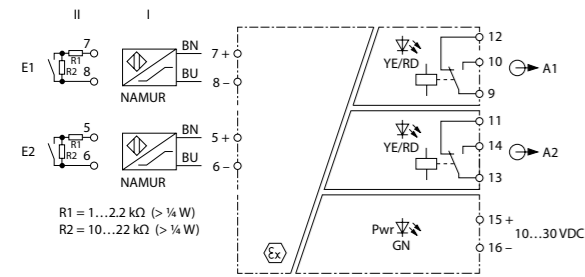 II I
7
R1
E1
R2 8
BN 7 +
BU 8 –
NAMUR
5
R1
E2
R2 6
BN 5 +
BU 6 –
NAMUR
R1 = 1...2.2 kΩ (> ¼ W)
R2 = 10...22 kΩ (> ¼ W)
Ex
YE/RD
12
10 A1
9
YE/RD
11
14 A2
13
Pwr
GN
15 +
10...30 VDC
16 –